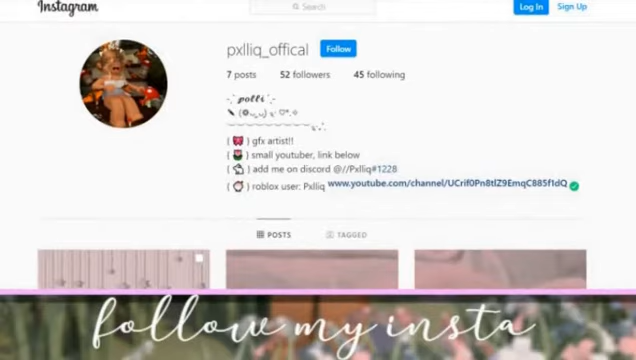 Instagram
Search
Log In Sign Up
pxlliq_offical Follow
7 posts 52 followers 45 following
𝓹𝓸𝓵𝓵𝓲
{ } gfx artist!!
{ } small youtuber, link below
{ } add me on discord @//Pxlliq#1228
{ } roblox user: Pxlliq www.youtube.com/channel/UCrif0Pn8tlZ9EmqC885f1dQ
POSTS TAGGED
follow my insta